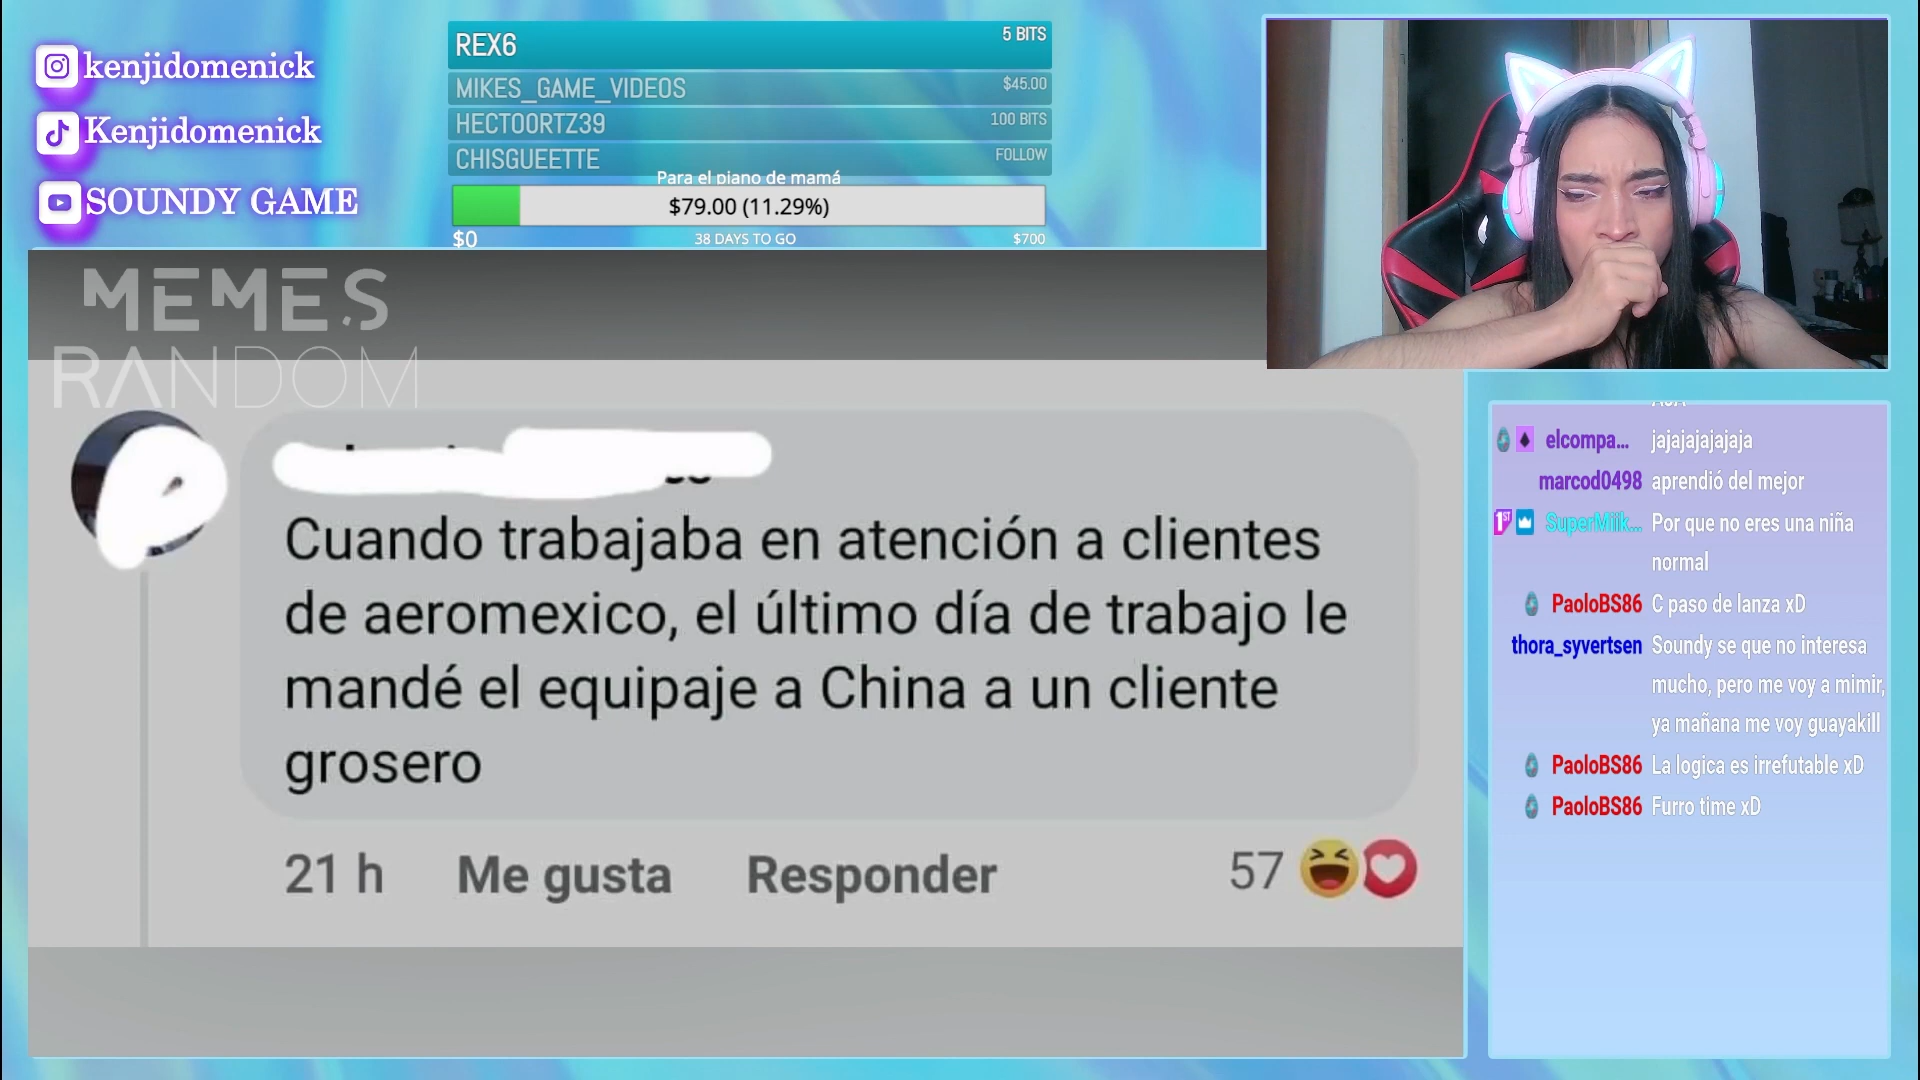 kenjidomenick
Kenjidomenick
SOUNDY GAME
REX6 5 BITS
MIKES_GAME_VIDEOS $45.00
HECTOORTZ39 100 BITS
CHISGUEETTE FOLLOW
Para el piano de mamá
$79.00 (11.29%)
$0 38 DAYS TO GO $700
MEMES
RANDOM
Cuando trabajaba en atención a clientes
de aeromexico, el último día de trabajo le
mandé el equipaje a China a un cliente
grosero
21 h Me gusta Responder 57
elcompa... jajajajajajaja
marcod0498 aprendió del mejor
1ST SuperMiik... Por que no eres una niña
normal
PaoloBS86 C paso de lanza xD
thora_syvertsen Soundy se que no interesa
mucho, pero me voy a mimir,
ya mañana me voy guayakill
PaoloBS86 La logica es irrefutable xD
PaoloBS86 Furro time xD